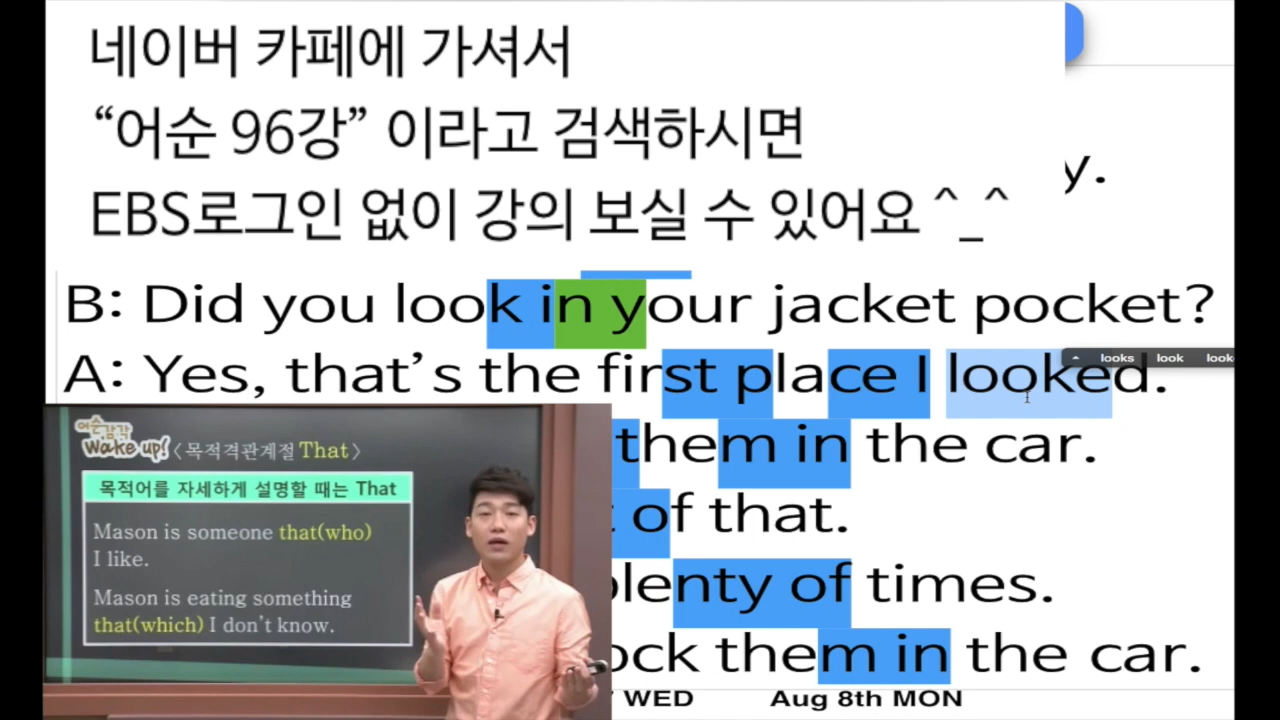 네이버 카페에 가셔서
“어순 96강” 이라고 검색하시면
EBS로그인 없이 강의 보실 수 있어요 ^_^
y.
B: Did you look in your jacket pocket?
A: Yes, that’s the first place I looked.
looks look look
them in the car.
of that.
plenty of times.
ock them in the car.
WED Aug 8th MON
어순감각
Wake up! <목적격관계절 That>
목적어를 자세하게 설명할 때는 That
Mason is someone that(who)
I like.
Mason is eating something
that(which) I don't know.